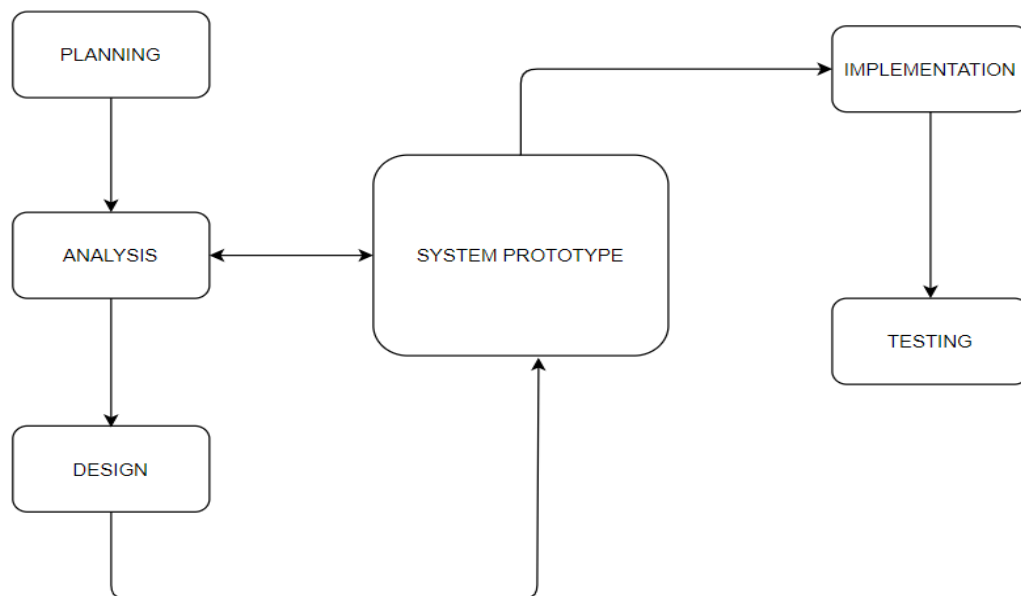 PLANNING
ANALYSIS
DESIGN
SYSTEM PROTOTYPE
IMPLEMENTATION
TESTING